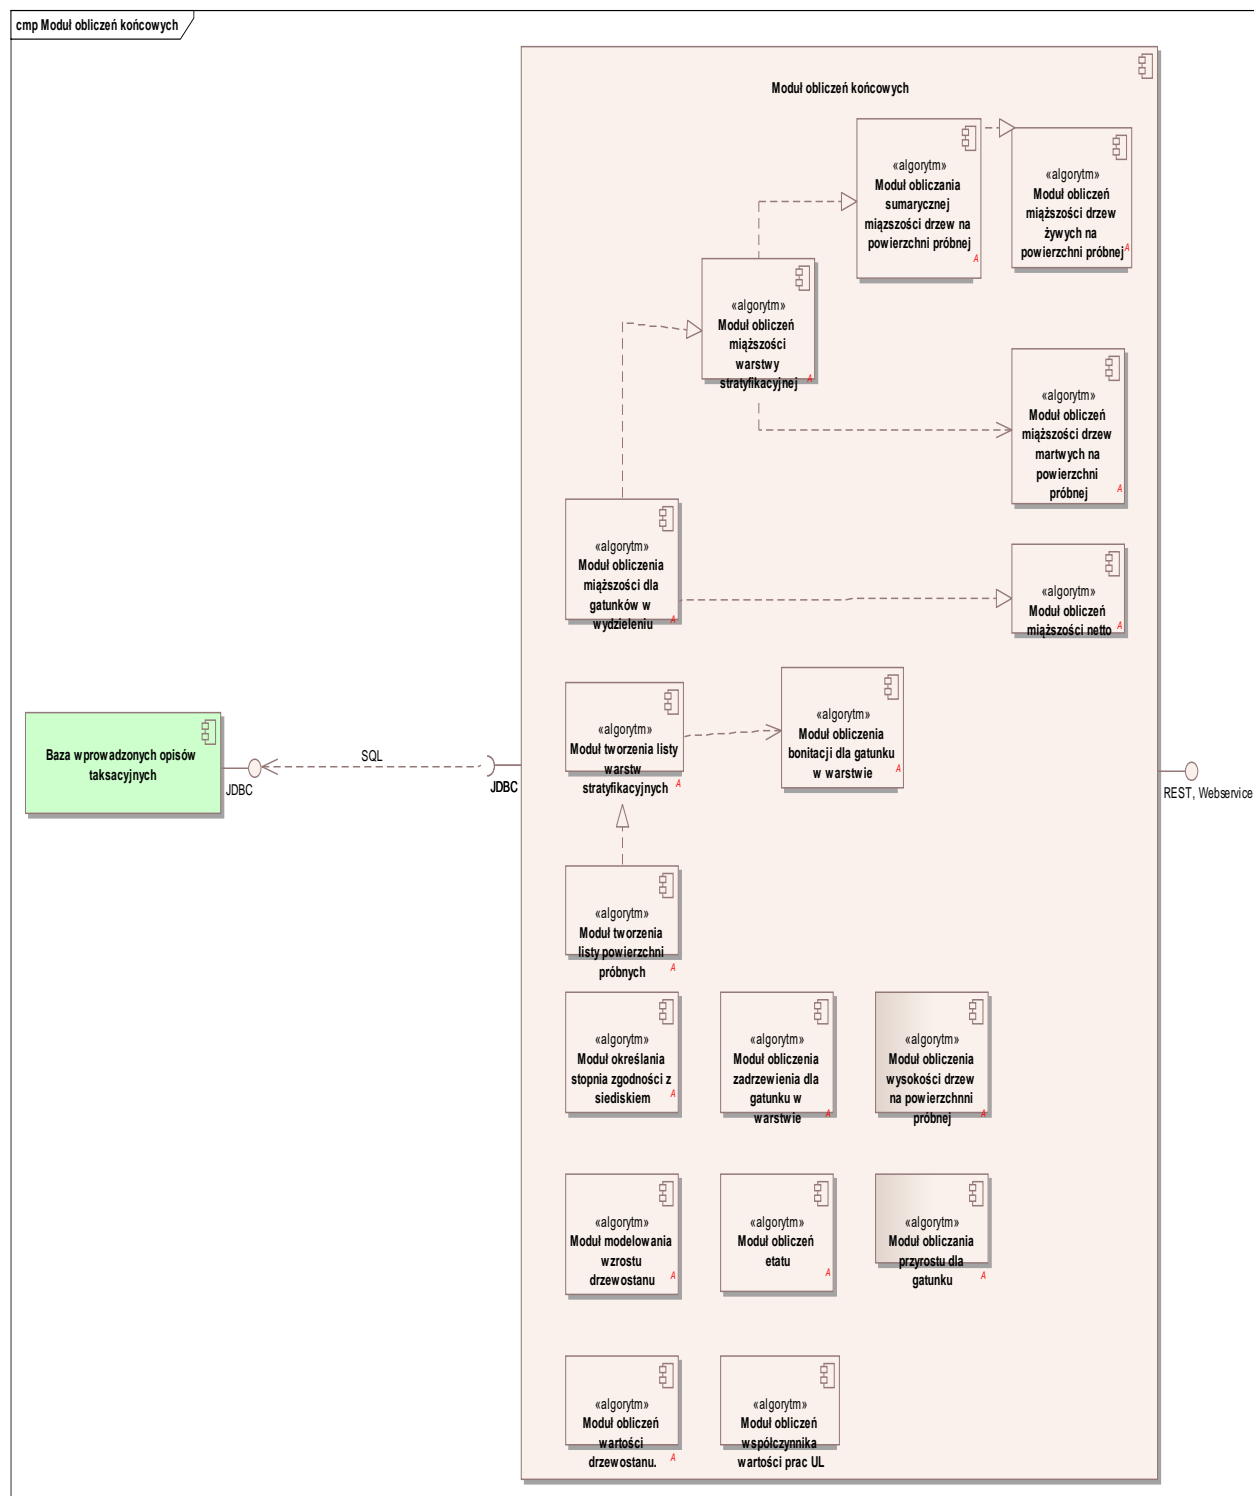 cmp Moduł obliczeń końcowych
Moduł obliczeń końcowych
«algorytm»
Moduł obliczania
sumarycznej
miązszości drzew na
powierzchni próbnej
A
«algorytm»
Moduł obliczeń
miąższości drzew
żywych na
powierzchni próbnej
A
«algorytm»
Moduł obliczeń
miąższości
warstwy
stratyfikacyjnej
A
«algorytm»
Moduł obliczeń
miąższości drzew
martwych na
powierzchni
próbnej
A
«algorytm»
Moduł obliczenia
miąższości dla
gatunków w
wydzieleniu
A
«algorytm»
Moduł obliczeń
miąższości netto
A
«algorytm»
Moduł tworzenia listy
warstw
stratyfikacyjnych
A
«algorytm»
Moduł obliczenia
bonitacji dla gatunku
w warstwie
A
Baza wprowadzonych opisów
taksacyjnych
JDBC
SQL
JDBC
REST, Webservice
«algorytm»
Moduł tworzenia
listy powierzchni
próbnych
A
«algorytm»
Moduł określania
stopnia zgodności z
siediskiem
A
«algorytm»
Moduł obliczenia
zadrzewienia dla
gatunku w
warstwie
A
«algorytm»
Moduł obliczenia
wysokości drzew
na powierzchnni
próbnej
A
«algorytm»
Moduł modelowania
wzrostu
drzewostanu
A
«algorytm»
Moduł obliczeń
etatu
A
«algorytm»
Moduł obliczania
przyrostu dla
gatunku
A
«algorytm»
Moduł obliczeń
wartości
drzewostanu.
A
«algorytm»
Moduł obliczeń
współczynnika
wartości prac UL